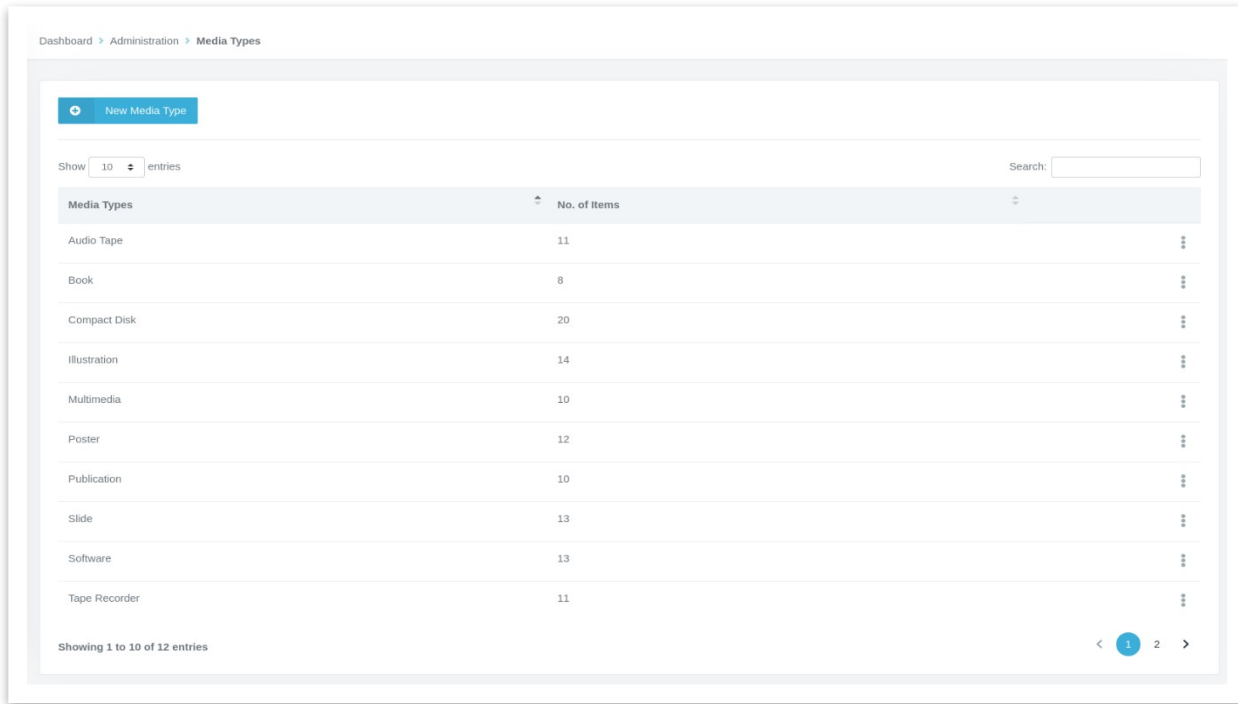 Dashboard > Administration > Media Types
New Media Type
Show 10 entries Search:
Media Types No. of Items
Audio Tape 11
Book 8
Compact Disk 20
Illustration 14
Multimedia 10
Poster 12
Publication 10
Slide 13
Software 13
Tape Recorder 11
Showing 1 to 10 of 12 entries < 1 2 >